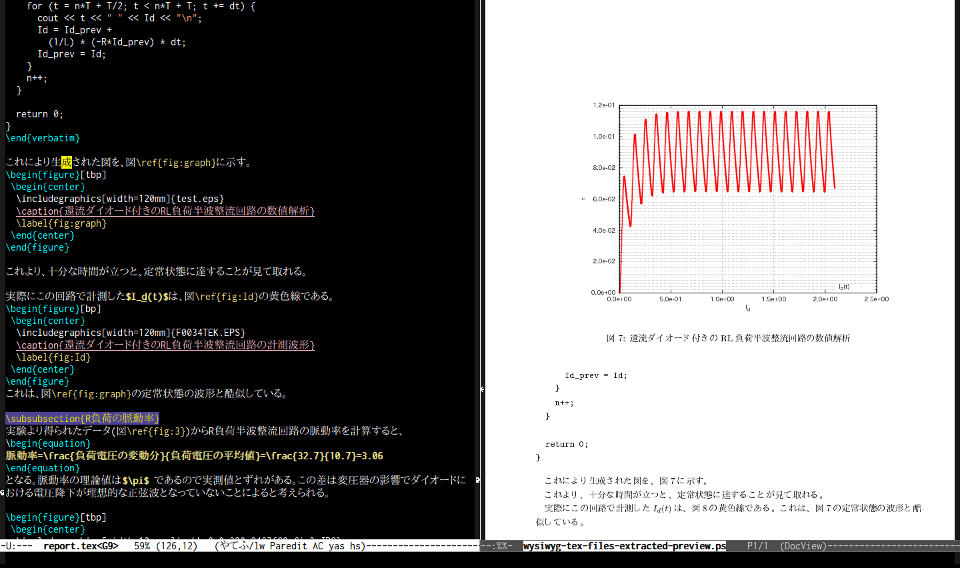 for (t = n*T + T/2; t < n*T + T; t += dt) {
cout << t << " " << Id << "\n";
Id = Id_prev +
(1/L) * (-R*Id_prev) * dt;
Id_prev = Id;
}
n++;
}
return 0;
}
\end{verbatim}
これにより生成された図を、図\ref{fig:graph}に示す。
\begin{figure}[tbp]
\begin{center}
\includegraphics[width=120mm]{test.eps}
\caption{還流ダイオード付きのRL負荷半波整流回路の数値解析}
\label{fig:graph}
\end{center}
\end{figure}
これより、十分な時間が立つと、定常状態に達することが見て取れる。
実際にこの回路で計測した$I_d(t)$は、図\ref{fig:Id}の黄色線である。
\begin{figure}[bp]
\begin{center}
\includegraphics[width=120mm]{F0034TEK.EPS}
\caption{還流ダイオード付きのRL負荷半波整流回路の計測波形}
\label{fig:Id}
\end{center}
\end{figure}
これは、図\ref{fig:graph}の定常状態の波形と酷似している。
\subsubsection{R負荷の脈動率}
実験より得られたデータ(図\ref{fig:3})からR負荷半波整流回路の脈動率を計算すると、
\begin{equation}
脈動率=\frac{負荷電圧の変動分}{負荷電圧の平均値}=\frac{32.7}{10.7}=3.06
\end{equation}
となる。脈動率の理論値は$\pi$ であるので実測値とずれがある。この差は変圧器の影響でダイオードに
おける電圧降下が理想的な正弦波となっていないことによると考えられる。
\begin{figure}[tbp]
\begin{center}
-U:--- report.tex<G9> 59% (126,12) (やてふ/lw Paredit AC yas hs)
1.2e-01
1.0e-01
8.0e-02
6.0e-02
4.0e-02
2.0e-02
0.0e+00
0.0e+00 5.0e-01 1.0e+00 1.5e+00 2.0e+00 2.5e+00
I_d(t)
I_d
図 7: 還流ダイオード付きの RL 負荷半波整流回路の数値解析
Id_prev = Id;
}
n++;
}
return 0;
}
これにより生成された図を、図 7 に示す。
これより、十分な時間が立つと、定常状態に達することが見て取れる。
実際にこの回路で計測した I_d(t) は、図 8 の黄色線である。これは、図 7 の定常状態の波形と酷
似している。
--:%%- wysiwyg-tex-files-extracted-preview.ps P1/1 (DocView)